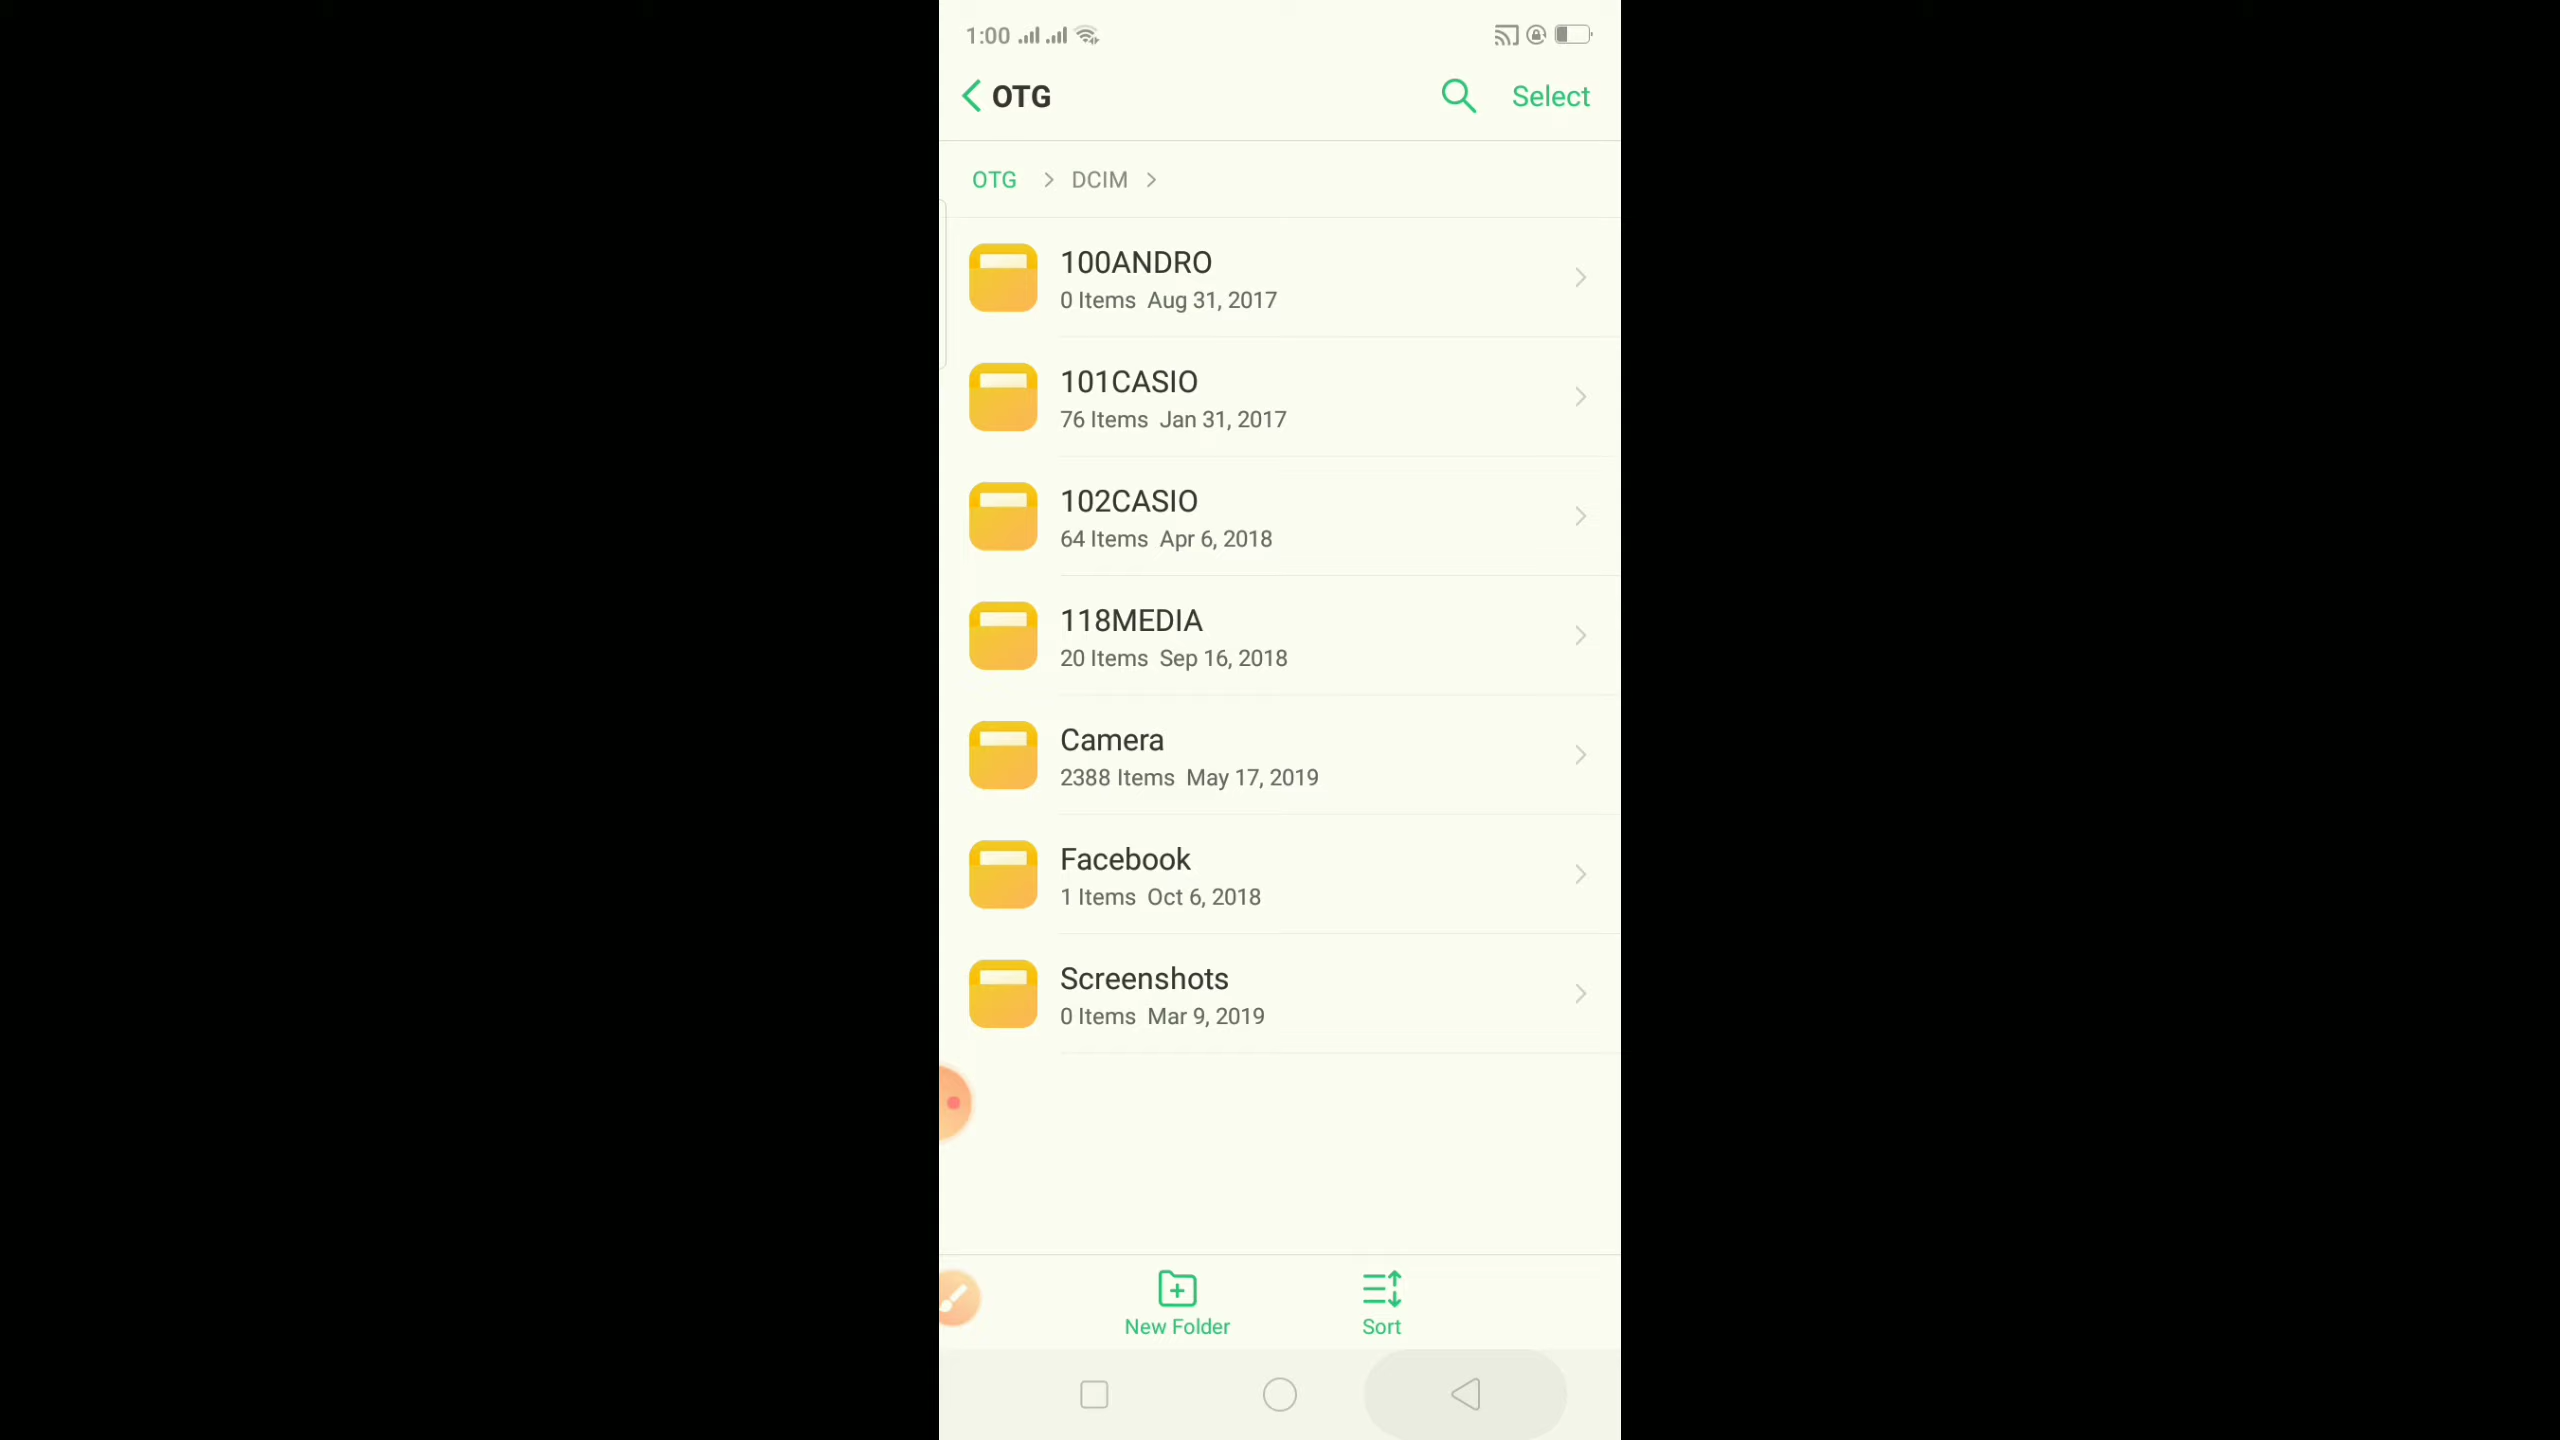 1:00
OTG
Select
OTG > DCIM >
100ANDRO
0 Items Aug 31, 2017
101CASIO
76 Items Jan 31, 2017
102CASIO
64 Items Apr 6, 2018
118MEDIA
20 Items Sep 16, 2018
Camera
2388 Items May 17, 2019
Facebook
1 Items Oct 6, 2018
Screenshots
0 Items Mar 9, 2019
New Folder
Sort